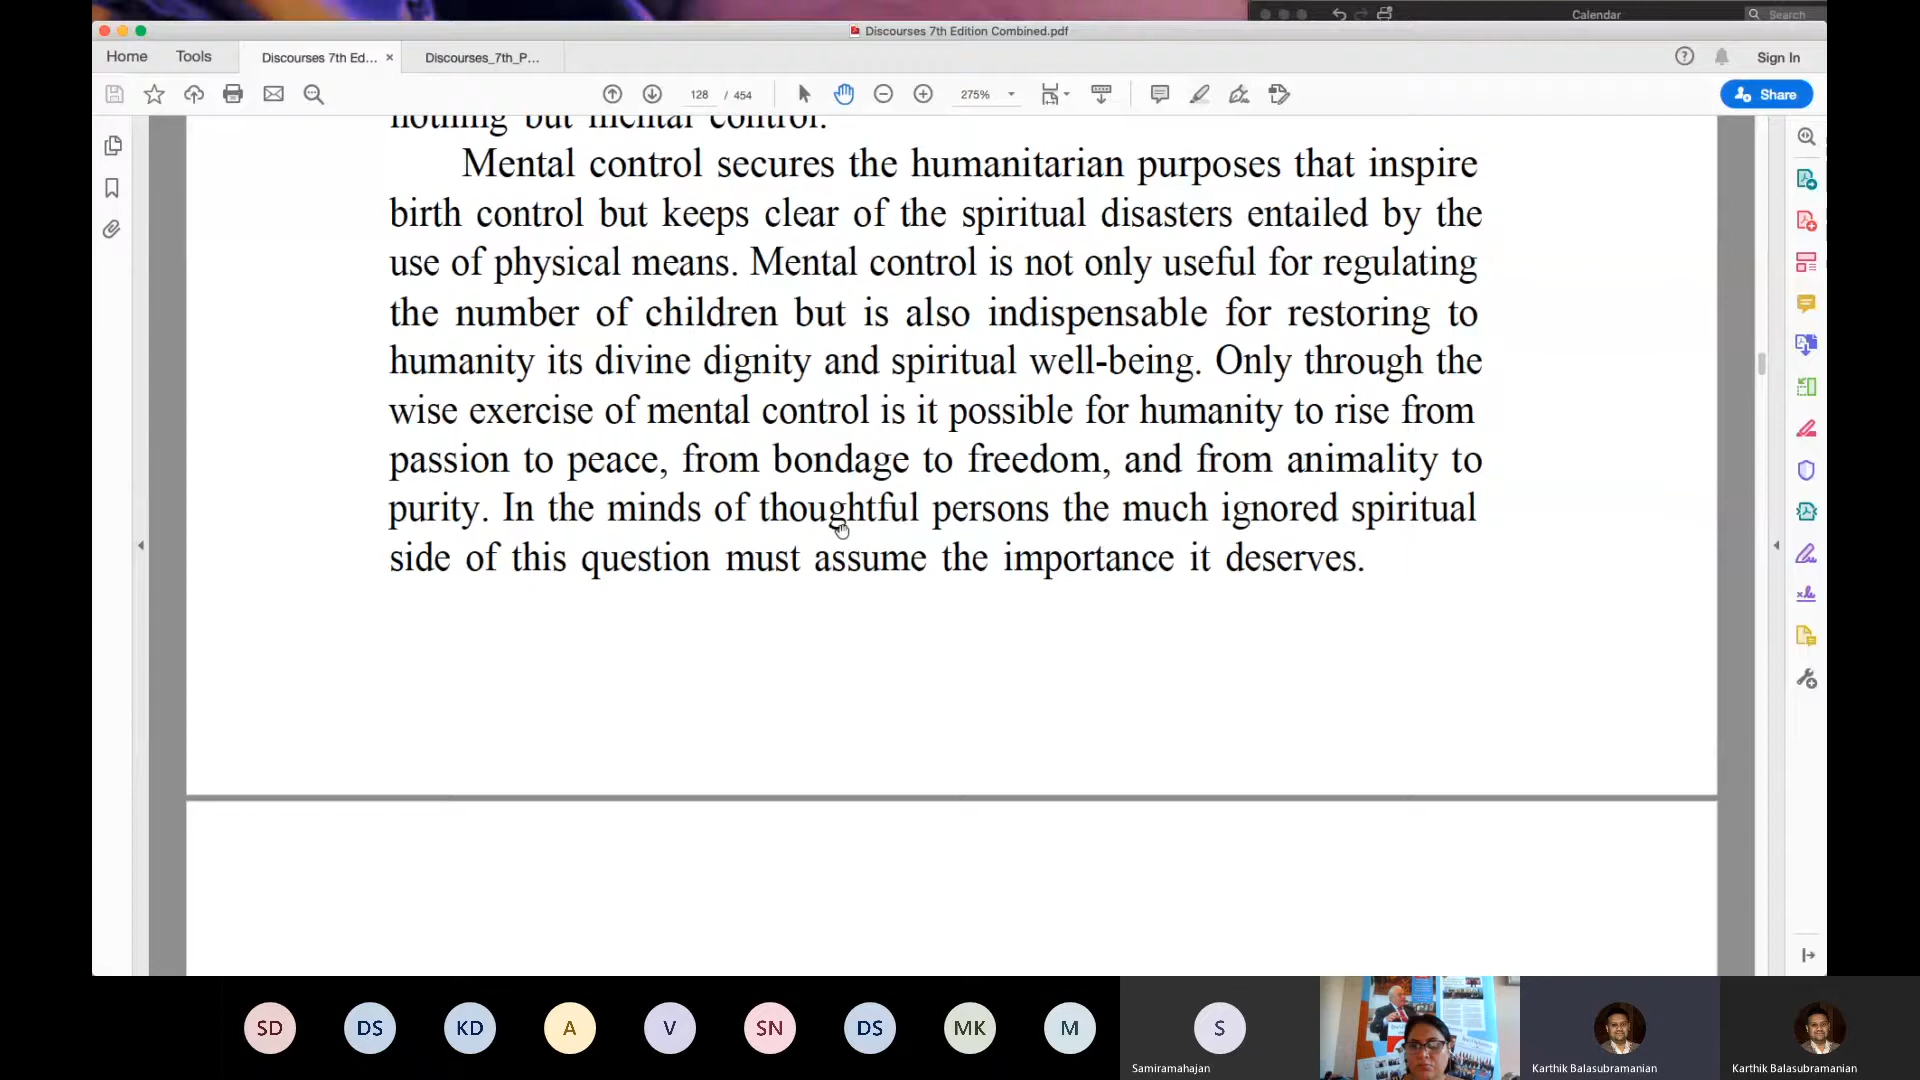 Calendar
Search
Discourses 7th Edition Combined.pdf
Home Tools Discourses 7th Ed... × Discourses_7th_P... Sign In
128 / 454 275% Share
nothing but mental control.
Mental control secures the humanitarian purposes that inspire
birth control but keeps clear of the spiritual disasters entailed by the
use of physical means. Mental control is not only useful for regulating
the number of children but is also indispensable for restoring to
humanity its divine dignity and spiritual well-being. Only through the
wise exercise of mental control is it possible for humanity to rise from
passion to peace, from bondage to freedom, and from animality to
purity. In the minds of thoughtful persons the much ignored spiritual
side of this question must assume the importance it deserves.
SD DS KD A V SN DS MK M S
Samiramahajan Karthik Balasubramanian Karthik Balasubramanian